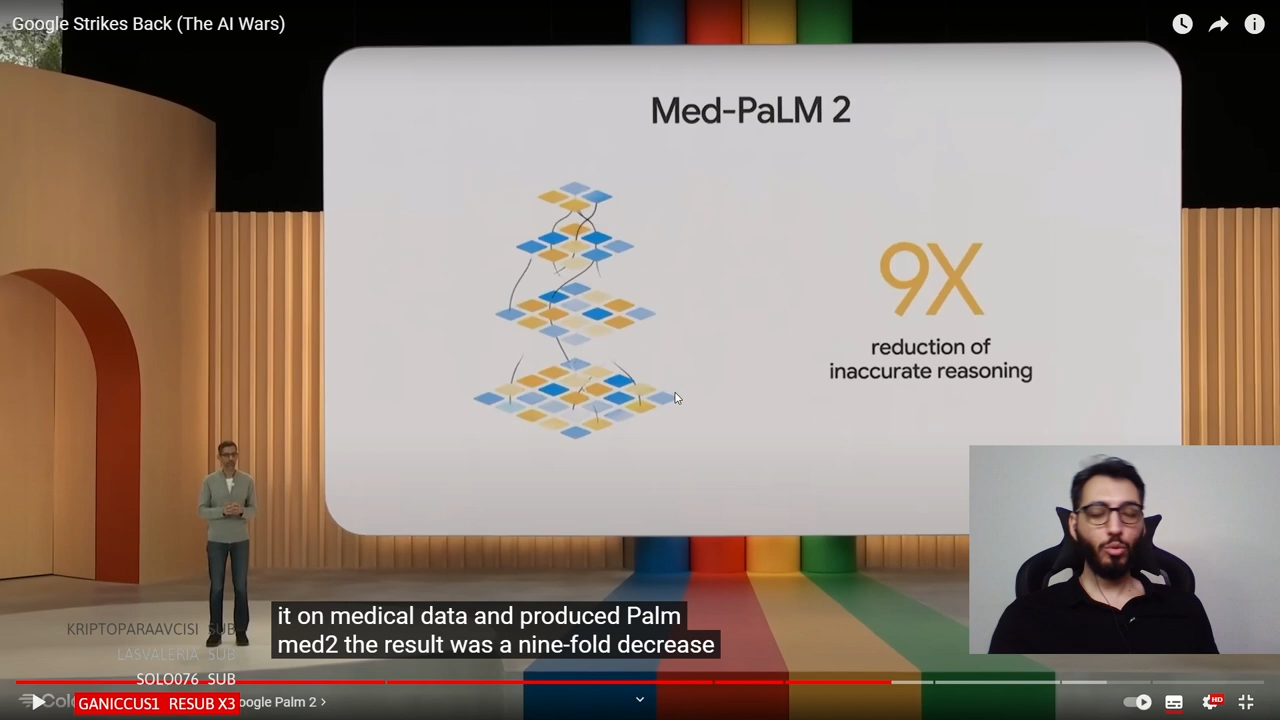 Google Strikes Back (The AI Wars)
Med-PaLM 2
9X
reduction of
inaccurate reasoning
it on medical data and produced Palm
med2 the result was a nine-fold decrease
KRIPTOPARAAVCISI SUB
LASVALERIA SUB
SOLO076 SUB
GANICCUS1 RESUB X3
oogle Palm 2 >
HD